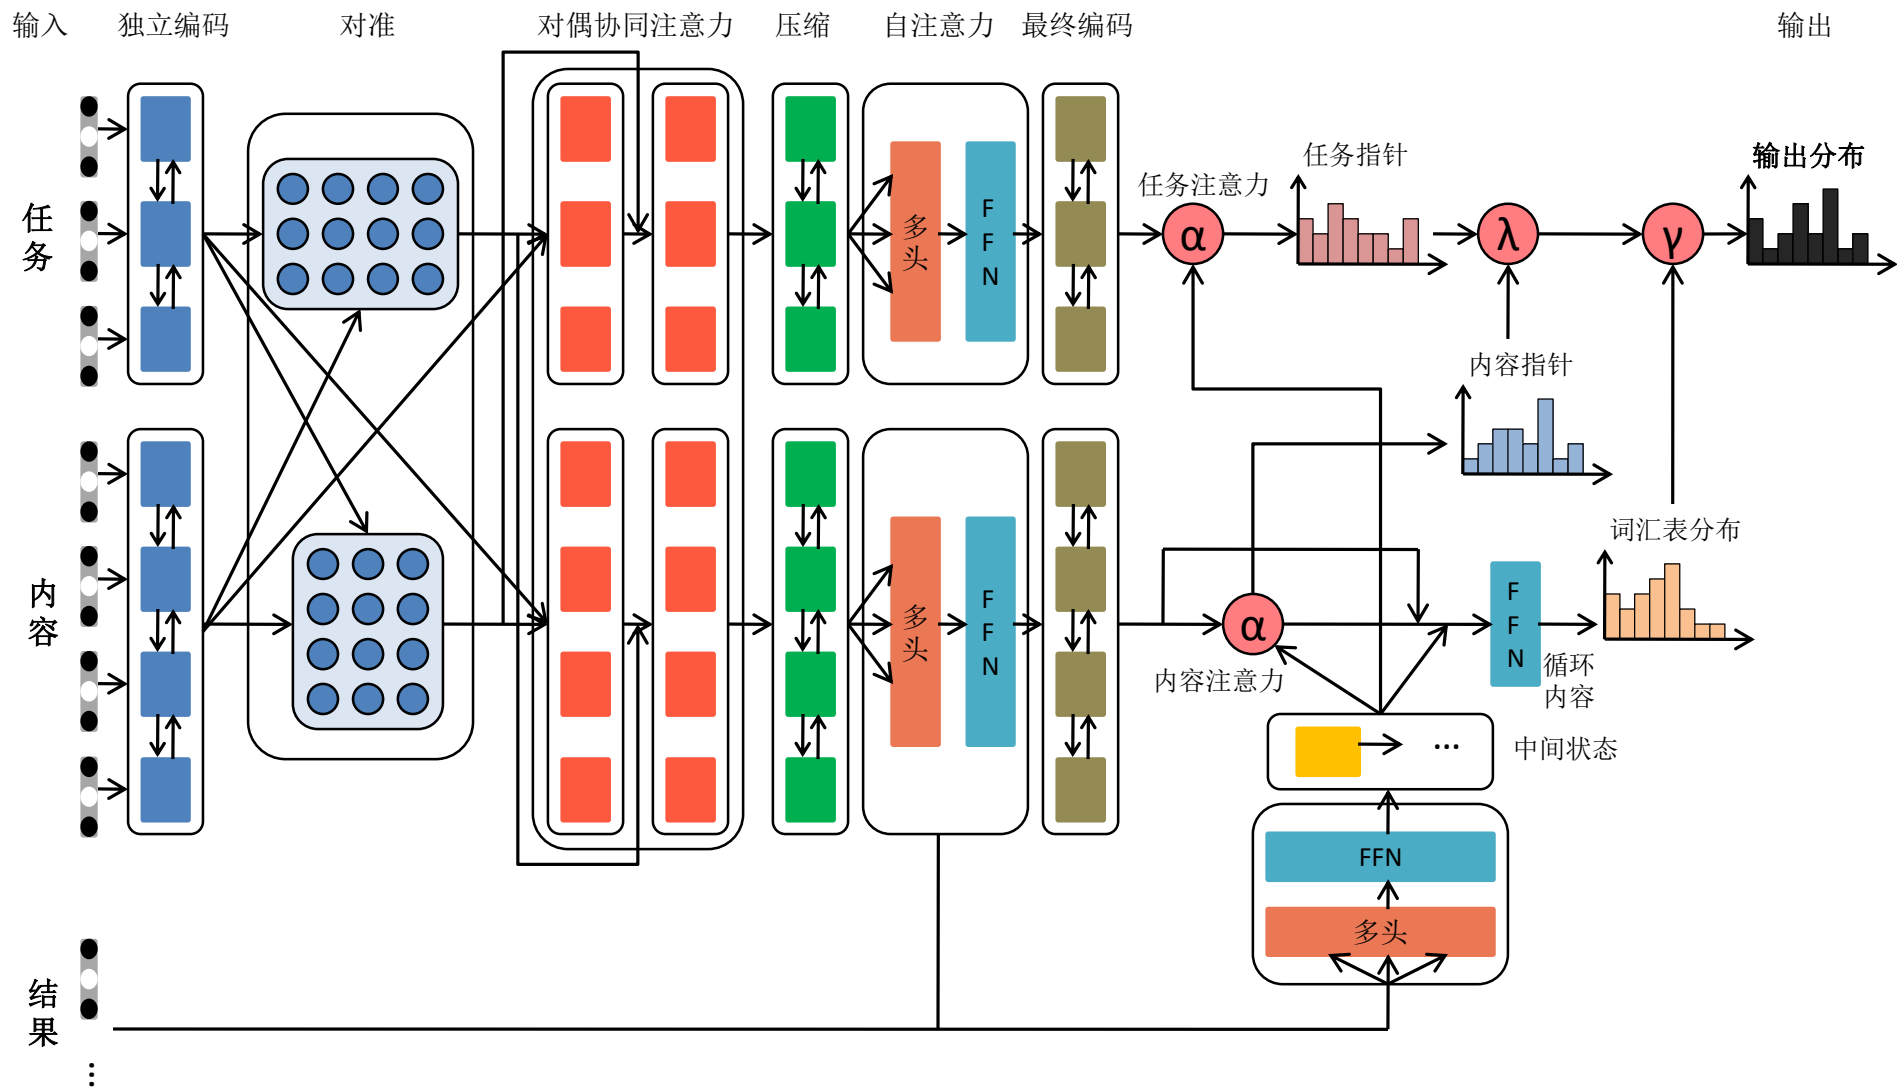 输入 独立编码 对准 对偶协同注意力 压缩 自注意力 最终编码 输出
任务
多头
FFN
任务注意力
α
任务指针
λ
γ
输出分布
内容指针
内容
多头
FFN
α
内容注意力
FFN
循环内容
词汇表分布
中间状态
...
FFN
多头
结果
...